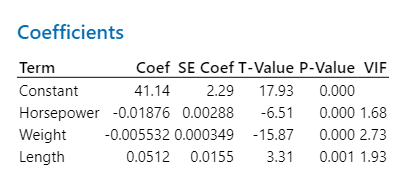 Coefficients
Term Coef SE Coef T-Value P-Value VIF
Constant 41.14 2.29 17.93 0.000
Horsepower -0.01876 0.00288 -6.51 0.000 1.68
Weight -0.005532 0.000349 -15.87 0.000 2.73
Length 0.0512 0.0155 3.31 0.001 1.93